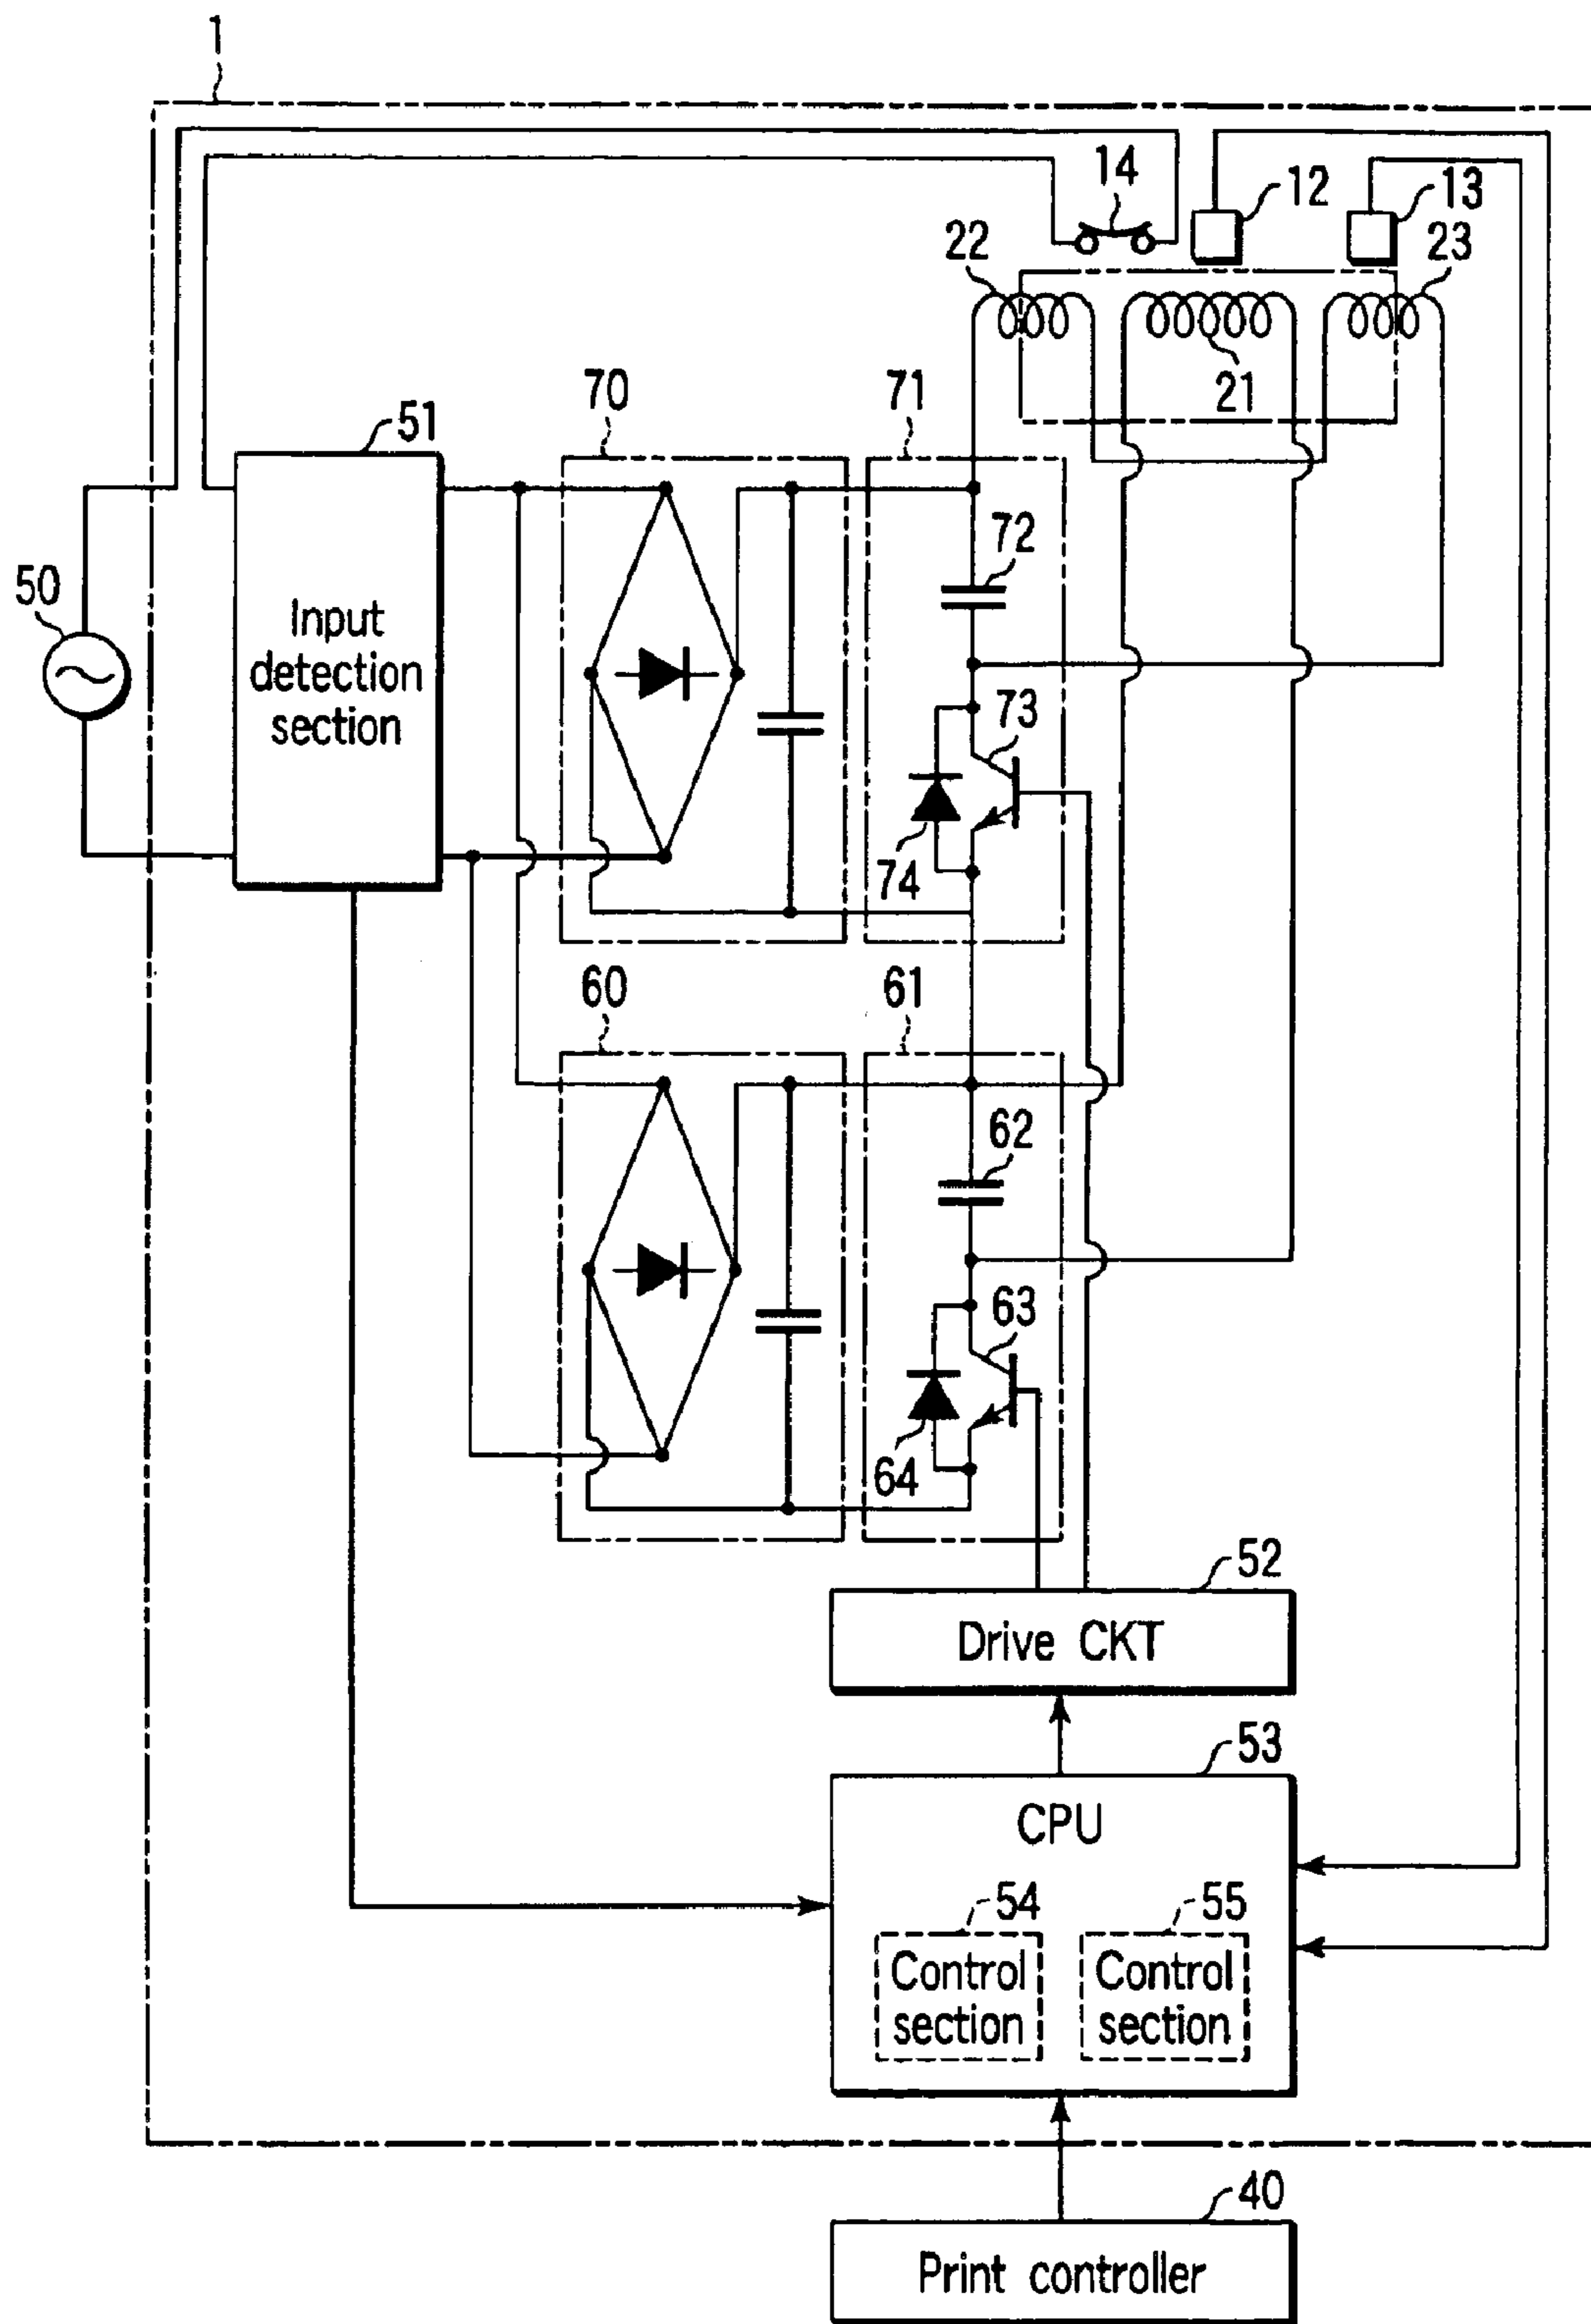 1
14
12
13
22
23
21
70
71
51
72
50
Input
detection
section
73
74
60
61
62
63
64
52
Drive CKT
53
CPU
54
55
Control
section
Control
section
40
Print controller